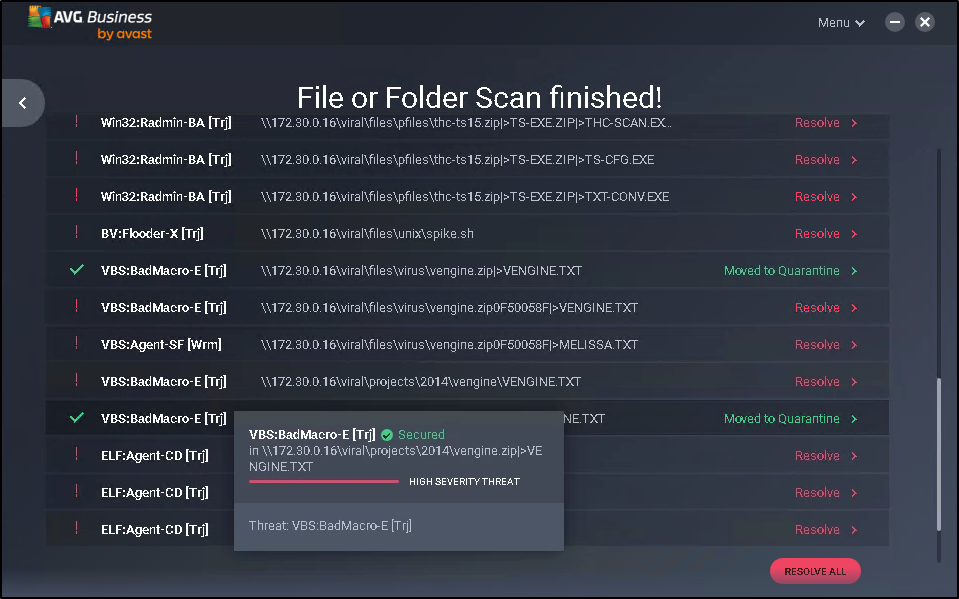 AVG Business
by avast
Menu
File or Folder Scan finished!
! Win32:Radmin-BA [Trj] \\172.30.0.16\viral\files\pfiles\thc-ts15.zip|>TS-EXE.ZIP|>THC-SCAN.EX... Resolve >
! Win32:Radmin-BA [Trj] \\172.30.0.16\viral\files\pfiles\thc-ts15.zip|>TS-EXE.ZIP|>TS-CFG.EXE Resolve >
! Win32:Radmin-BA [Trj] \\172.30.0.16\viral\files\pfiles\thc-ts15.zip|>TS-EXE.ZIP|>TXT-CONV.EXE Resolve >
! BV:Flooder-X [Trj] \\172.30.0.16\viral\files\unix\spike.sh Resolve >
VBS:BadMacro-E [Trj] \\172.30.0.16\viral\files\virus\vengine.zip|>VENGINE.TXT Moved to Quarantine >
! VBS:BadMacro-E [Trj] \\172.30.0.16\viral\files\virus\vengine.zip0F50058F|>VENGINE.TXT Resolve >
! VBS:Agent-SF [Wrm] \\172.30.0.16\viral\files\virus\vengine.zip0F50058F|>MELISSA.TXT Resolve >
! VBS:BadMacro-E [Trj] \\172.30.0.16\viral\projects\2014\vengine\VENGINE.TXT Resolve >
VBS:BadMacro-E [Trj] NE.TXT Moved to Quarantine >
! ELF:Agent-CD [Trj] Resolve >
! ELF:Agent-CD [Trj] Resolve >
! ELF:Agent-CD [Trj] Resolve >
VBS:BadMacro-E [Trj] Secured
in \\172.30.0.16\viral\projects\2014\vengine.zip|>VE
NGINE.TXT
HIGH SEVERITY THREAT
Threat: VBS:BadMacro-E [Trj]
RESOLVE ALL